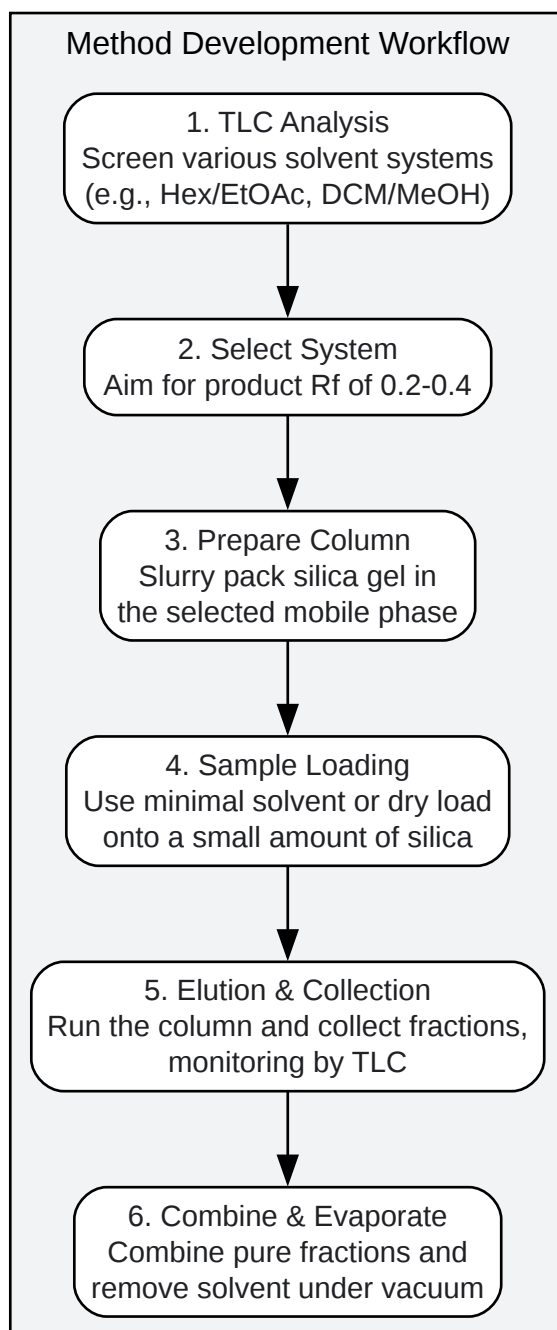 Method Development Workflow
1. TLC Analysis
Screen various solvent systems
(e.g., Hex/EtOAc, DCM/MeOH)
2. Select System
Aim for product Rf of 0.2-0.4
3. Prepare Column
Slurry pack silica gel in
the selected mobile phase
4. Sample Loading
Use minimal solvent or dry load
onto a small amount of silica
5. Elution & Collection
Run the column and collect fractions,
monitoring by TLC
6. Combine & Evaporate
Combine pure fractions and
remove solvent under vacuum